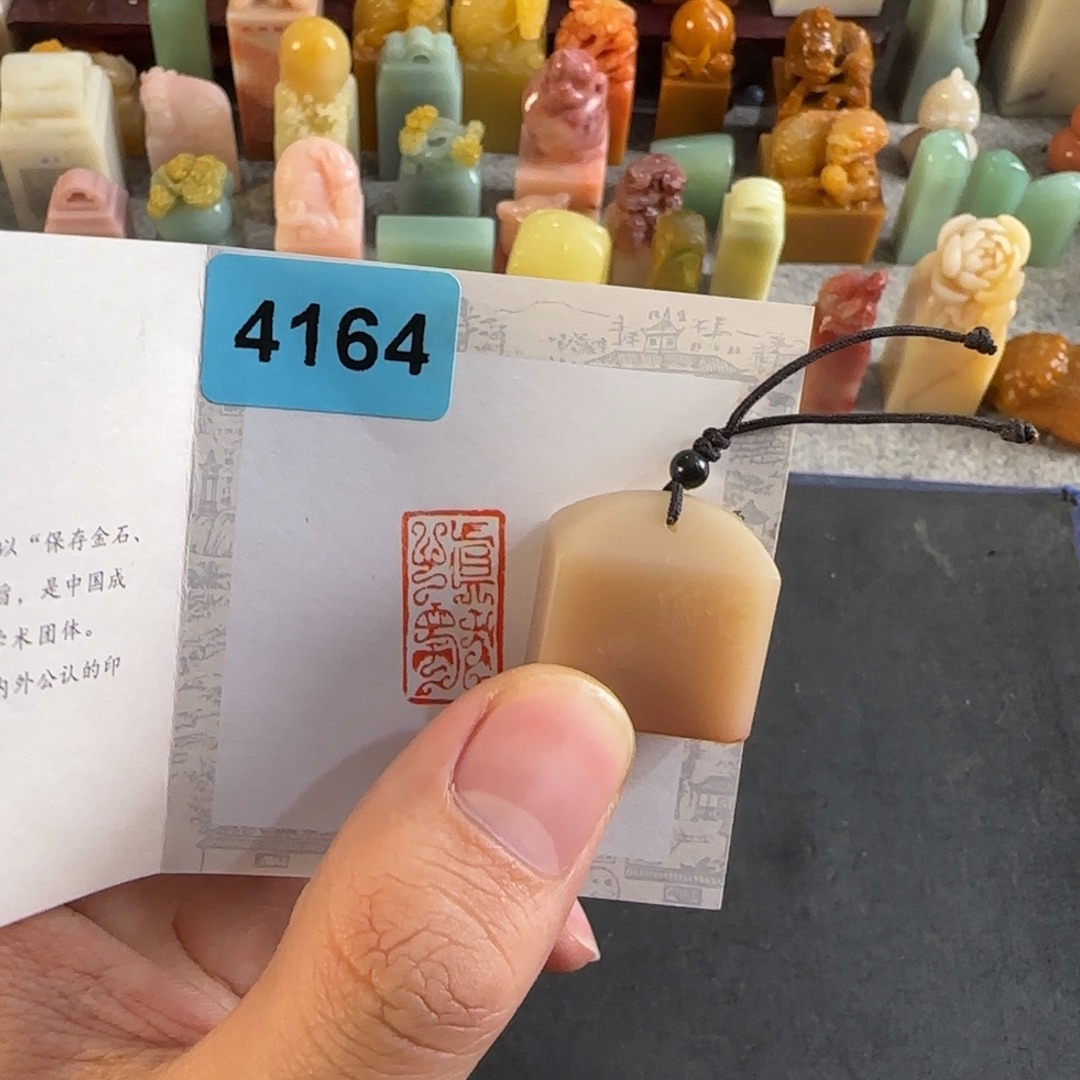 4164
以“保存金石、
旨，是中国成
术团体。
内外公认的印